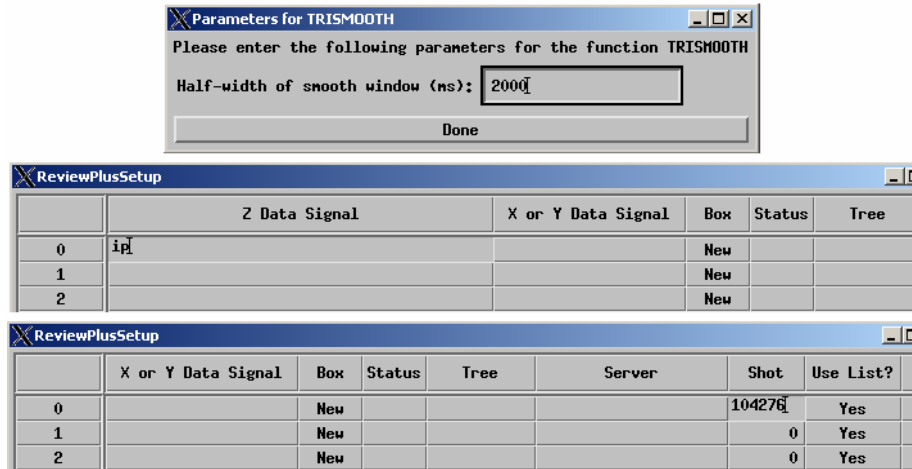 Parameters for TRISMOOTH
Please enter the following parameters for the function TRISMOOTH
Half-width of smooth window (ms): 2000
Done
ReviewPlusSetup
Z Data Signal X or Y Data Signal Box Status Tree
0 ip New
1 New
2 New
ReviewPlusSetup
X or Y Data Signal Box Status Tree Server Shot Use List?
0 New 104276 Yes
1 New 0 Yes
2 New 0 Yes